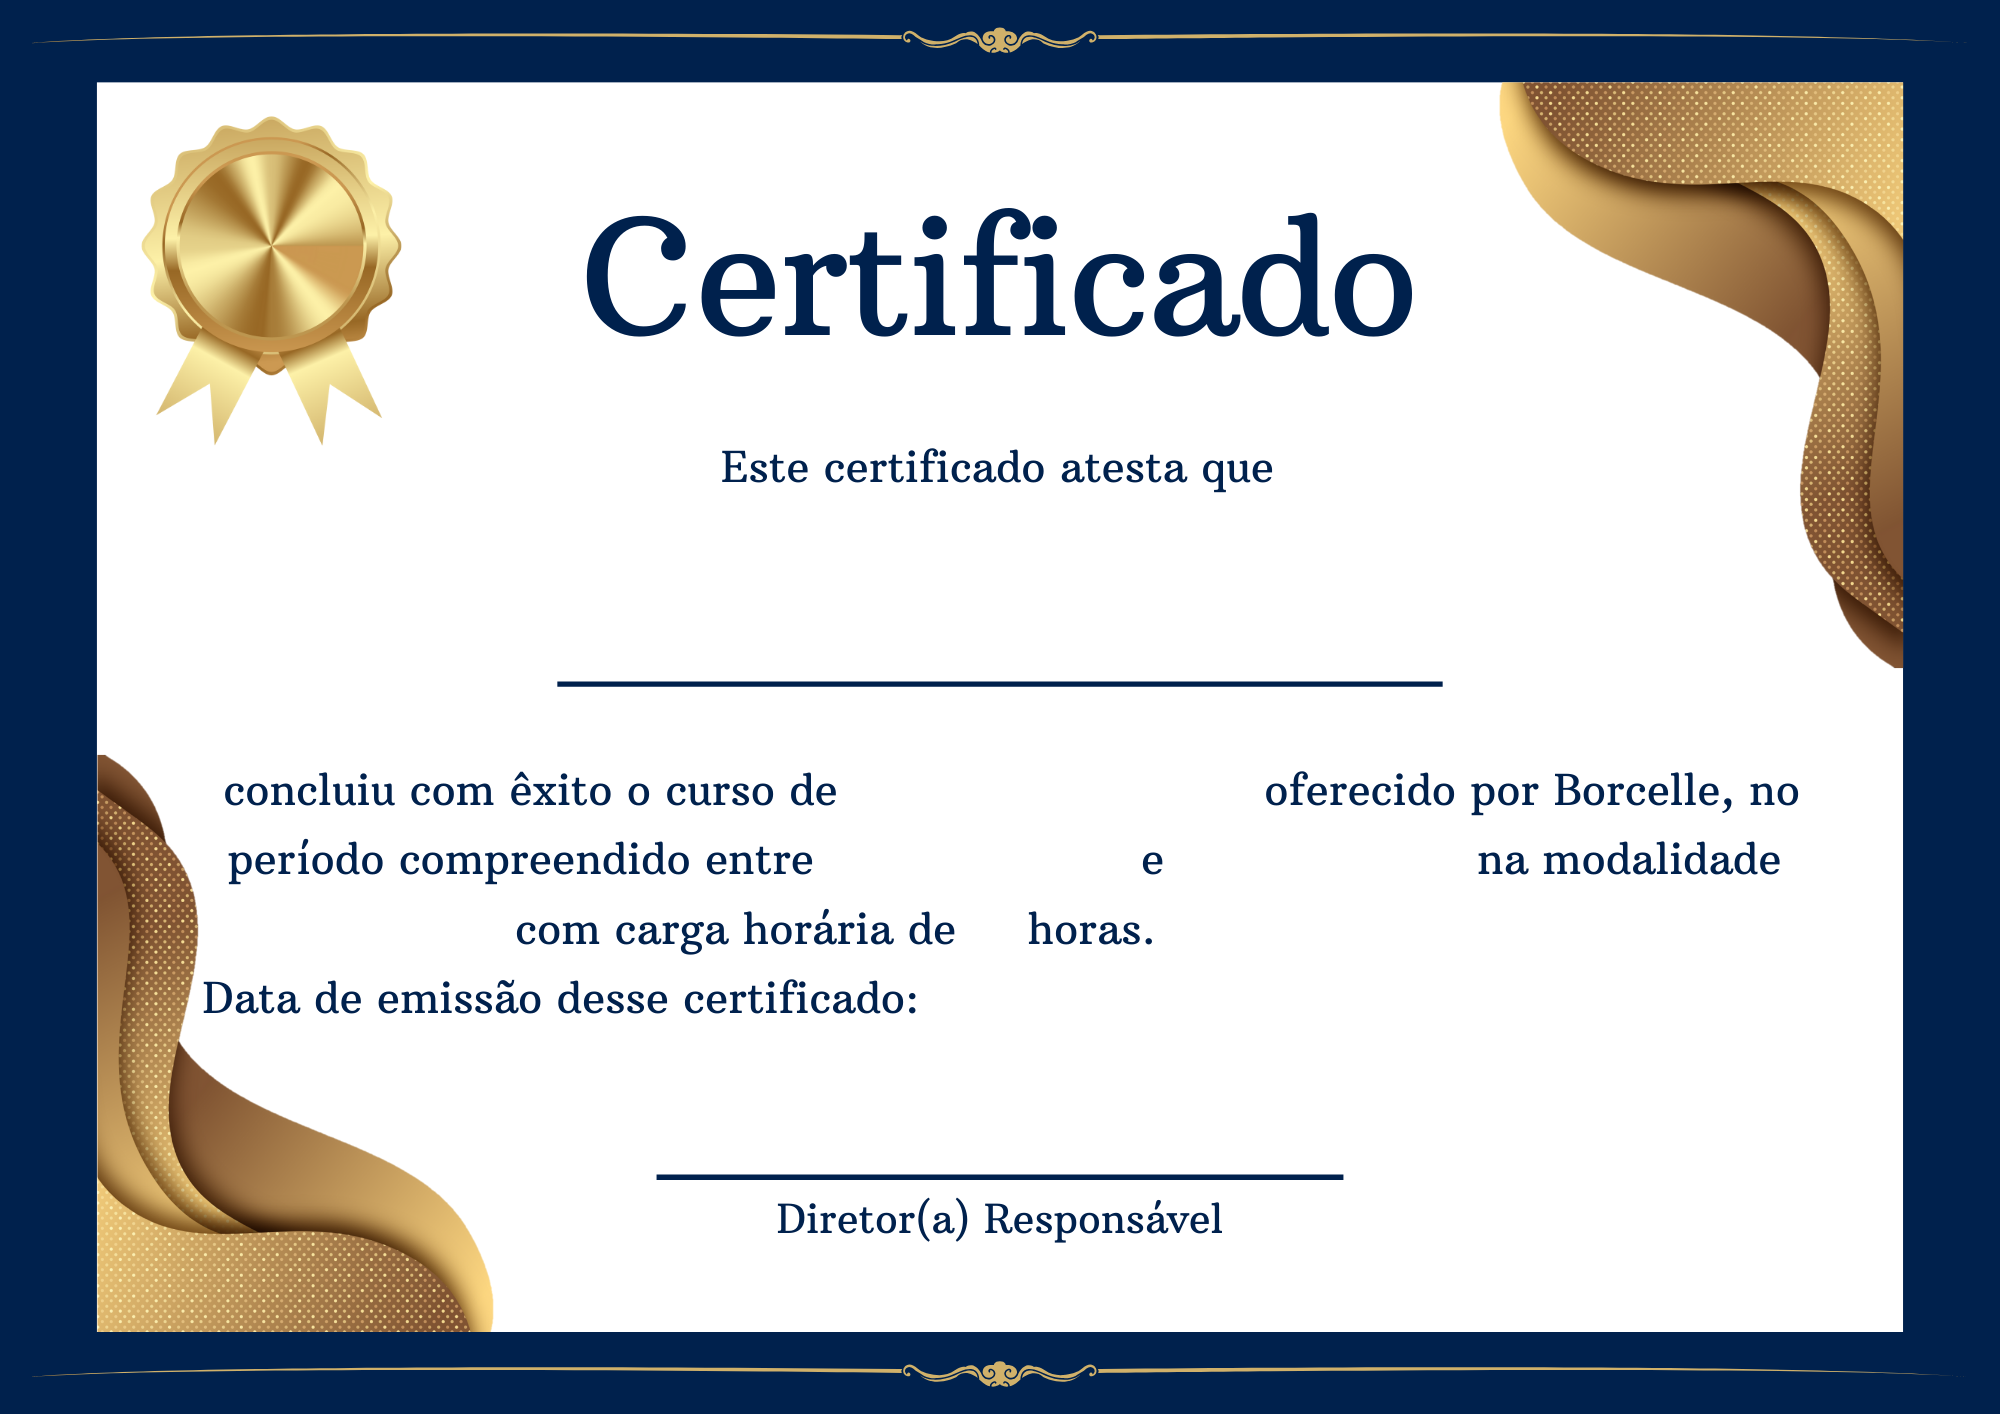 Certificado
Este certificado atesta que
concluiu com êxito o curso de oferecido por Borcelle, no
período compreendido entre e na modalidade
com carga horária de horas.
Data de emissão desse certificado:
Diretor(a) Responsável